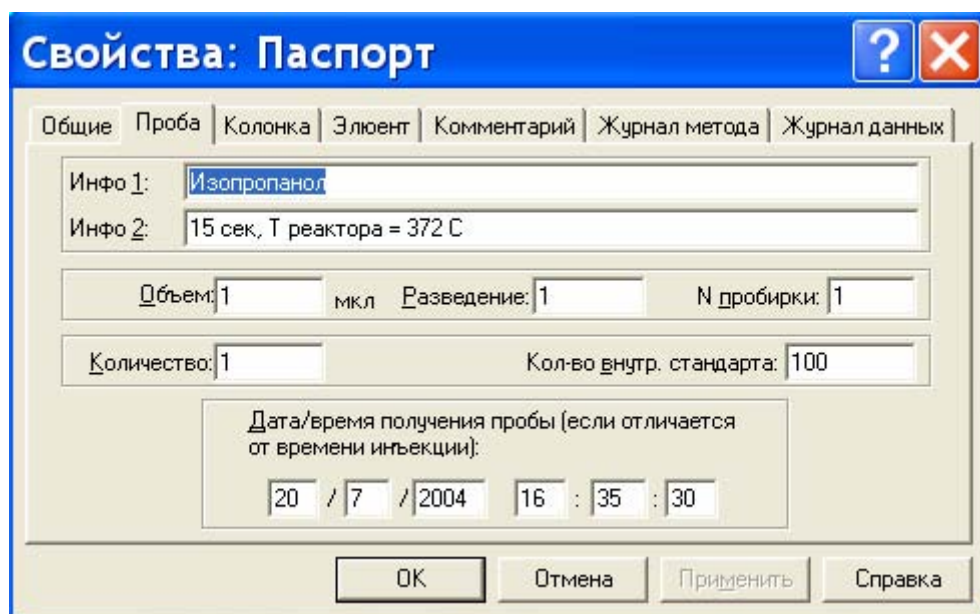 Свойства: Паспорт
Общие Проба Колонка Элюент Комментарий Журнал метода Журнал данных
Инфо 1: Изопропанол
Инфо 2: 15 сек, Т реактора = 372 С
Объем: 1 мкл Разведение: 1 N пробирки: 1
Количество: 1 Кол-во внутр. стандарта: 100
Дата/время получения пробы (если отличается
от времени инъекции):
20 / 7 / 2004 16 : 35 : 30
OK Отмена Применить Справка